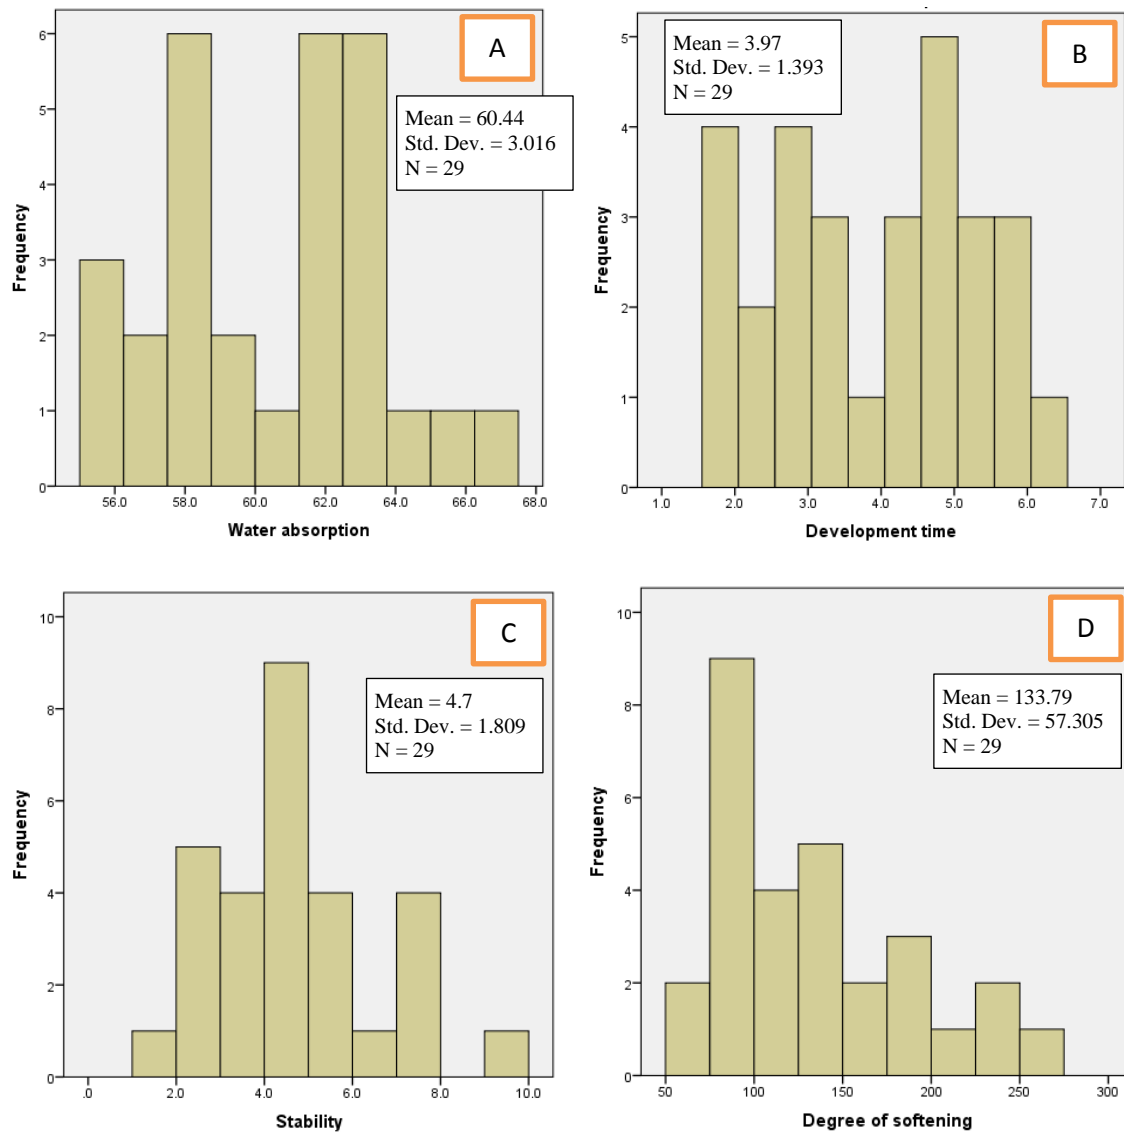 A
Mean = 60.44
Std. Dev. = 3.016
N = 29
Frequency
6
5
4
3
2
1
0
56.0 58.0 60.0 62.0 64.0 66.0 68.0
Water absorption
B
Mean = 3.97
Std. Dev. = 1.393
N = 29
Frequency
5
4
3
2
1
0
1.0 2.0 3.0 4.0 5.0 6.0 7.0
Development time
C
Mean = 4.7
Std. Dev. = 1.809
N = 29
Frequency
10
8
6
4
2
0
.0 2.0 4.0 6.0 8.0 10.0
Stability
D
Mean = 133.79
Std. Dev. = 57.305
N = 29
Frequency
10
8
6
4
2
0
50 100 150 200 250 300
Degree of softening